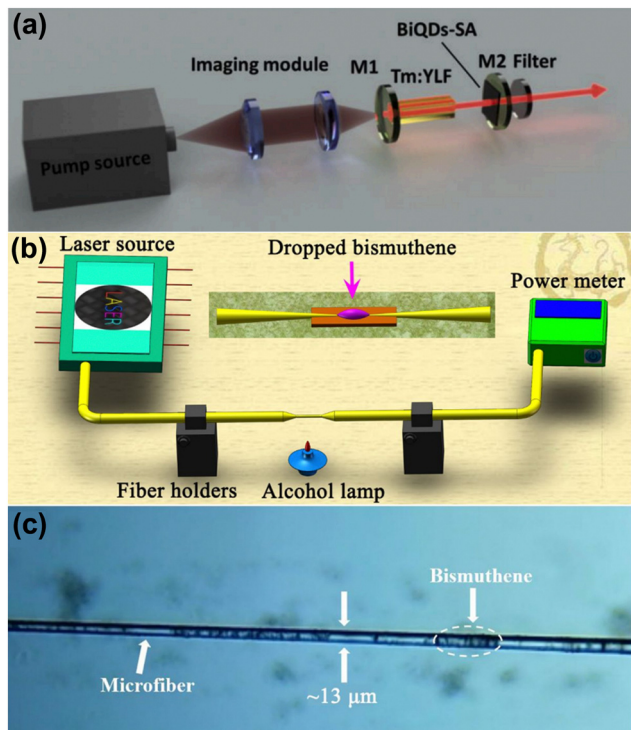 (a)
BiQDs-SA
Imaging module
M1
M2 Filter
Tm:YLF
Pump source
(b)
Laser source
Dropped bismuthene
Power meter
LASER
Fiber holders
Alcohol lamp
(c)
Bismuthene
Microfiber
~13 μm